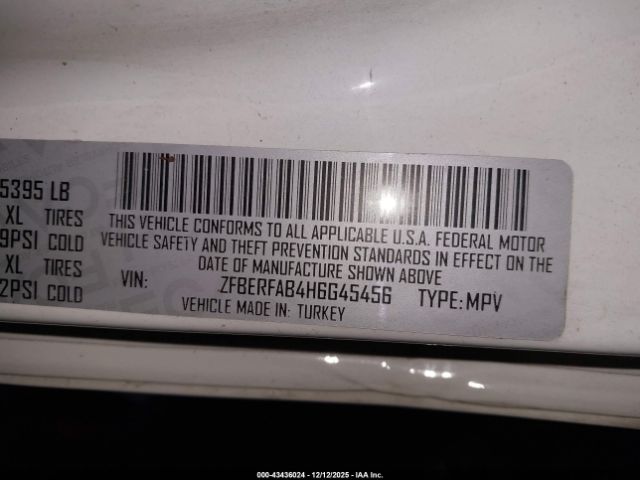 5395 LB
XL TIRES
9PSI COLD
XL TIRES
2PSI COLD
THIS VEHICLE CONFORMS TO ALL APPLICABLE U.S.A. FEDERAL MOTOR
VEHICLE SAFETY AND THEFT PREVENTION STANDARDS IN EFFECT ON THE
DATE OF MANUFACTURE SHOWN ABOVE
VIN: ZFBERFAB4H6G45456 TYPE:MPV
VEHICLE MADE IN: TURKEY
000-43436024 - 12/12/2025 - IAA Inc.